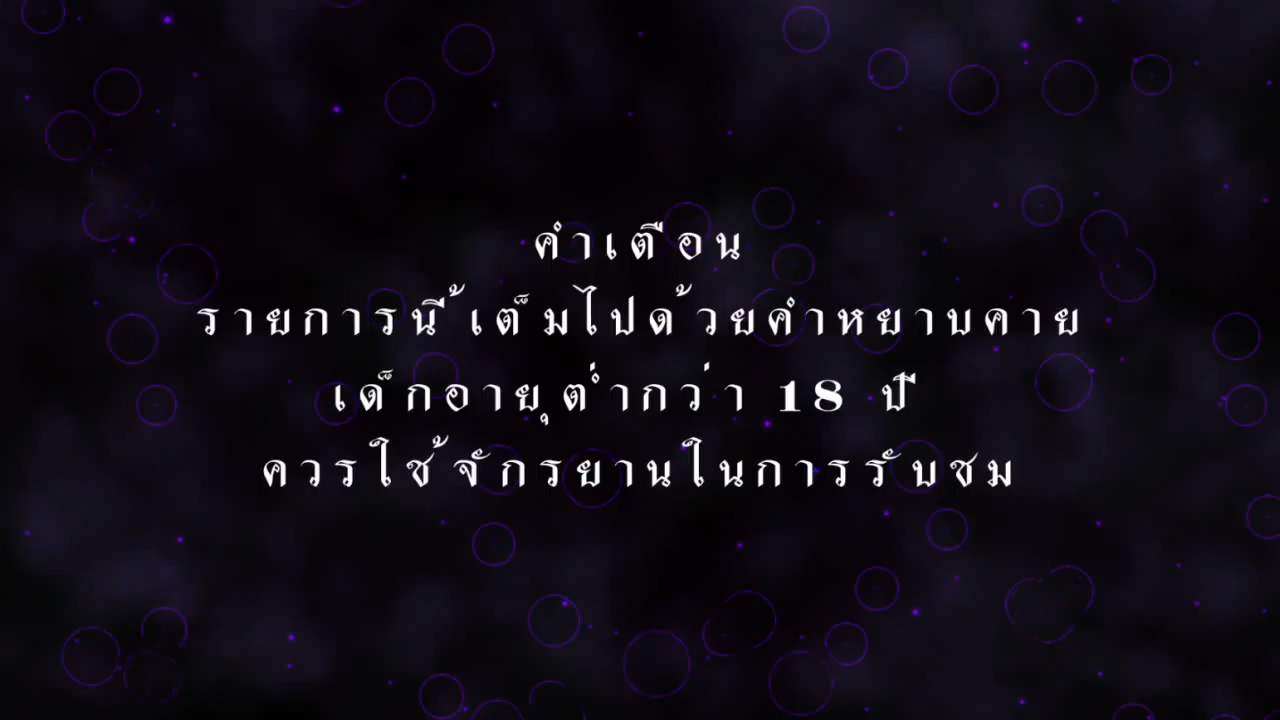 คำเตือน
รายการนี้เต็มไปด้วยคำหยาบคาย
เด็กอายุต่ำกว่า 18 ปี
ควรใช้จักรยานในการรับชม